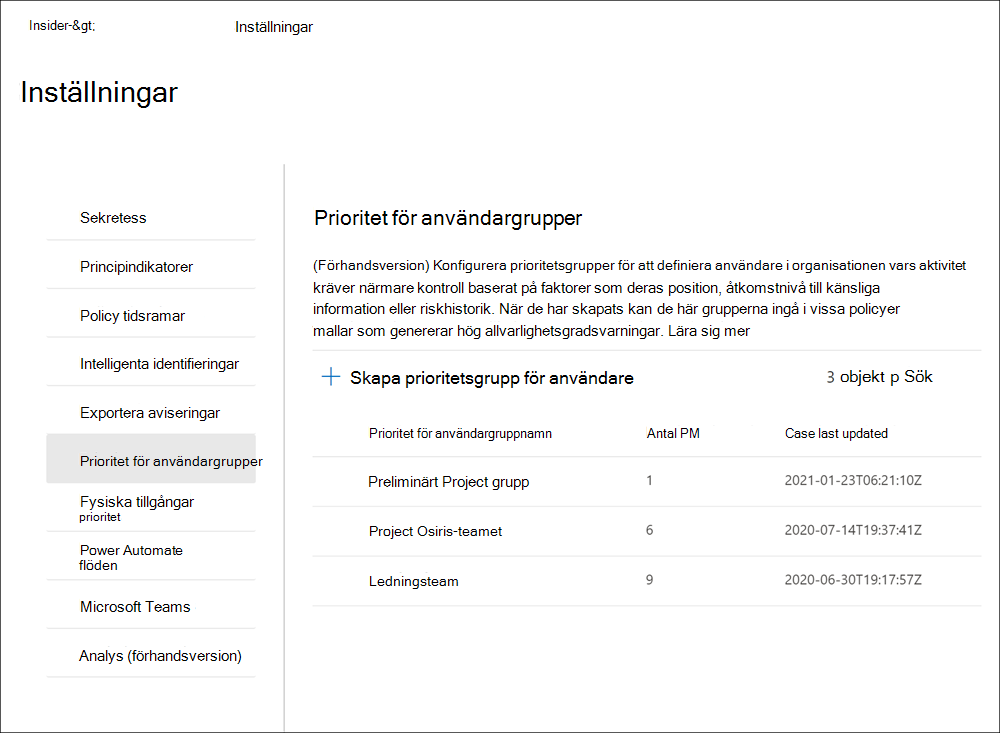 Insider-&gt; Inställningar
Inställningar
Sekretess
Principindikatorer
Policy tidsramar
Intelligenta identifieringar
Exportera aviseringar
Prioritet för användargrupper
Fysiska tillgångar
prioritet
Power Automate
flöden
Microsoft Teams
Analys (förhandsversion)
Prioritet för användargrupper
(Förhandsversion) Konfigurera prioritetsgrupper för att definiera användare i organisationen vars aktivitet
kräver närmare kontroll baserat på faktorer som deras position, åtkomstnivå till känsliga
information eller riskhistorik. När de har skapats kan de här grupperna ingå i vissa policyer
mallar som genererar hög allvarlighetsgradsvarningar. Lära sig mer
Skapa prioritetsgrupp för användare 3 objekt p Sök
Prioritet för användargruppnamn Antal PM Case last updated
Preliminärt Project grupp 1 2021-01-23T06:21:10Z
Project Osiris-teamet 6 2020-07-14T19:37:41Z
Ledningsteam 9 2020-06-30T19:17:57Z